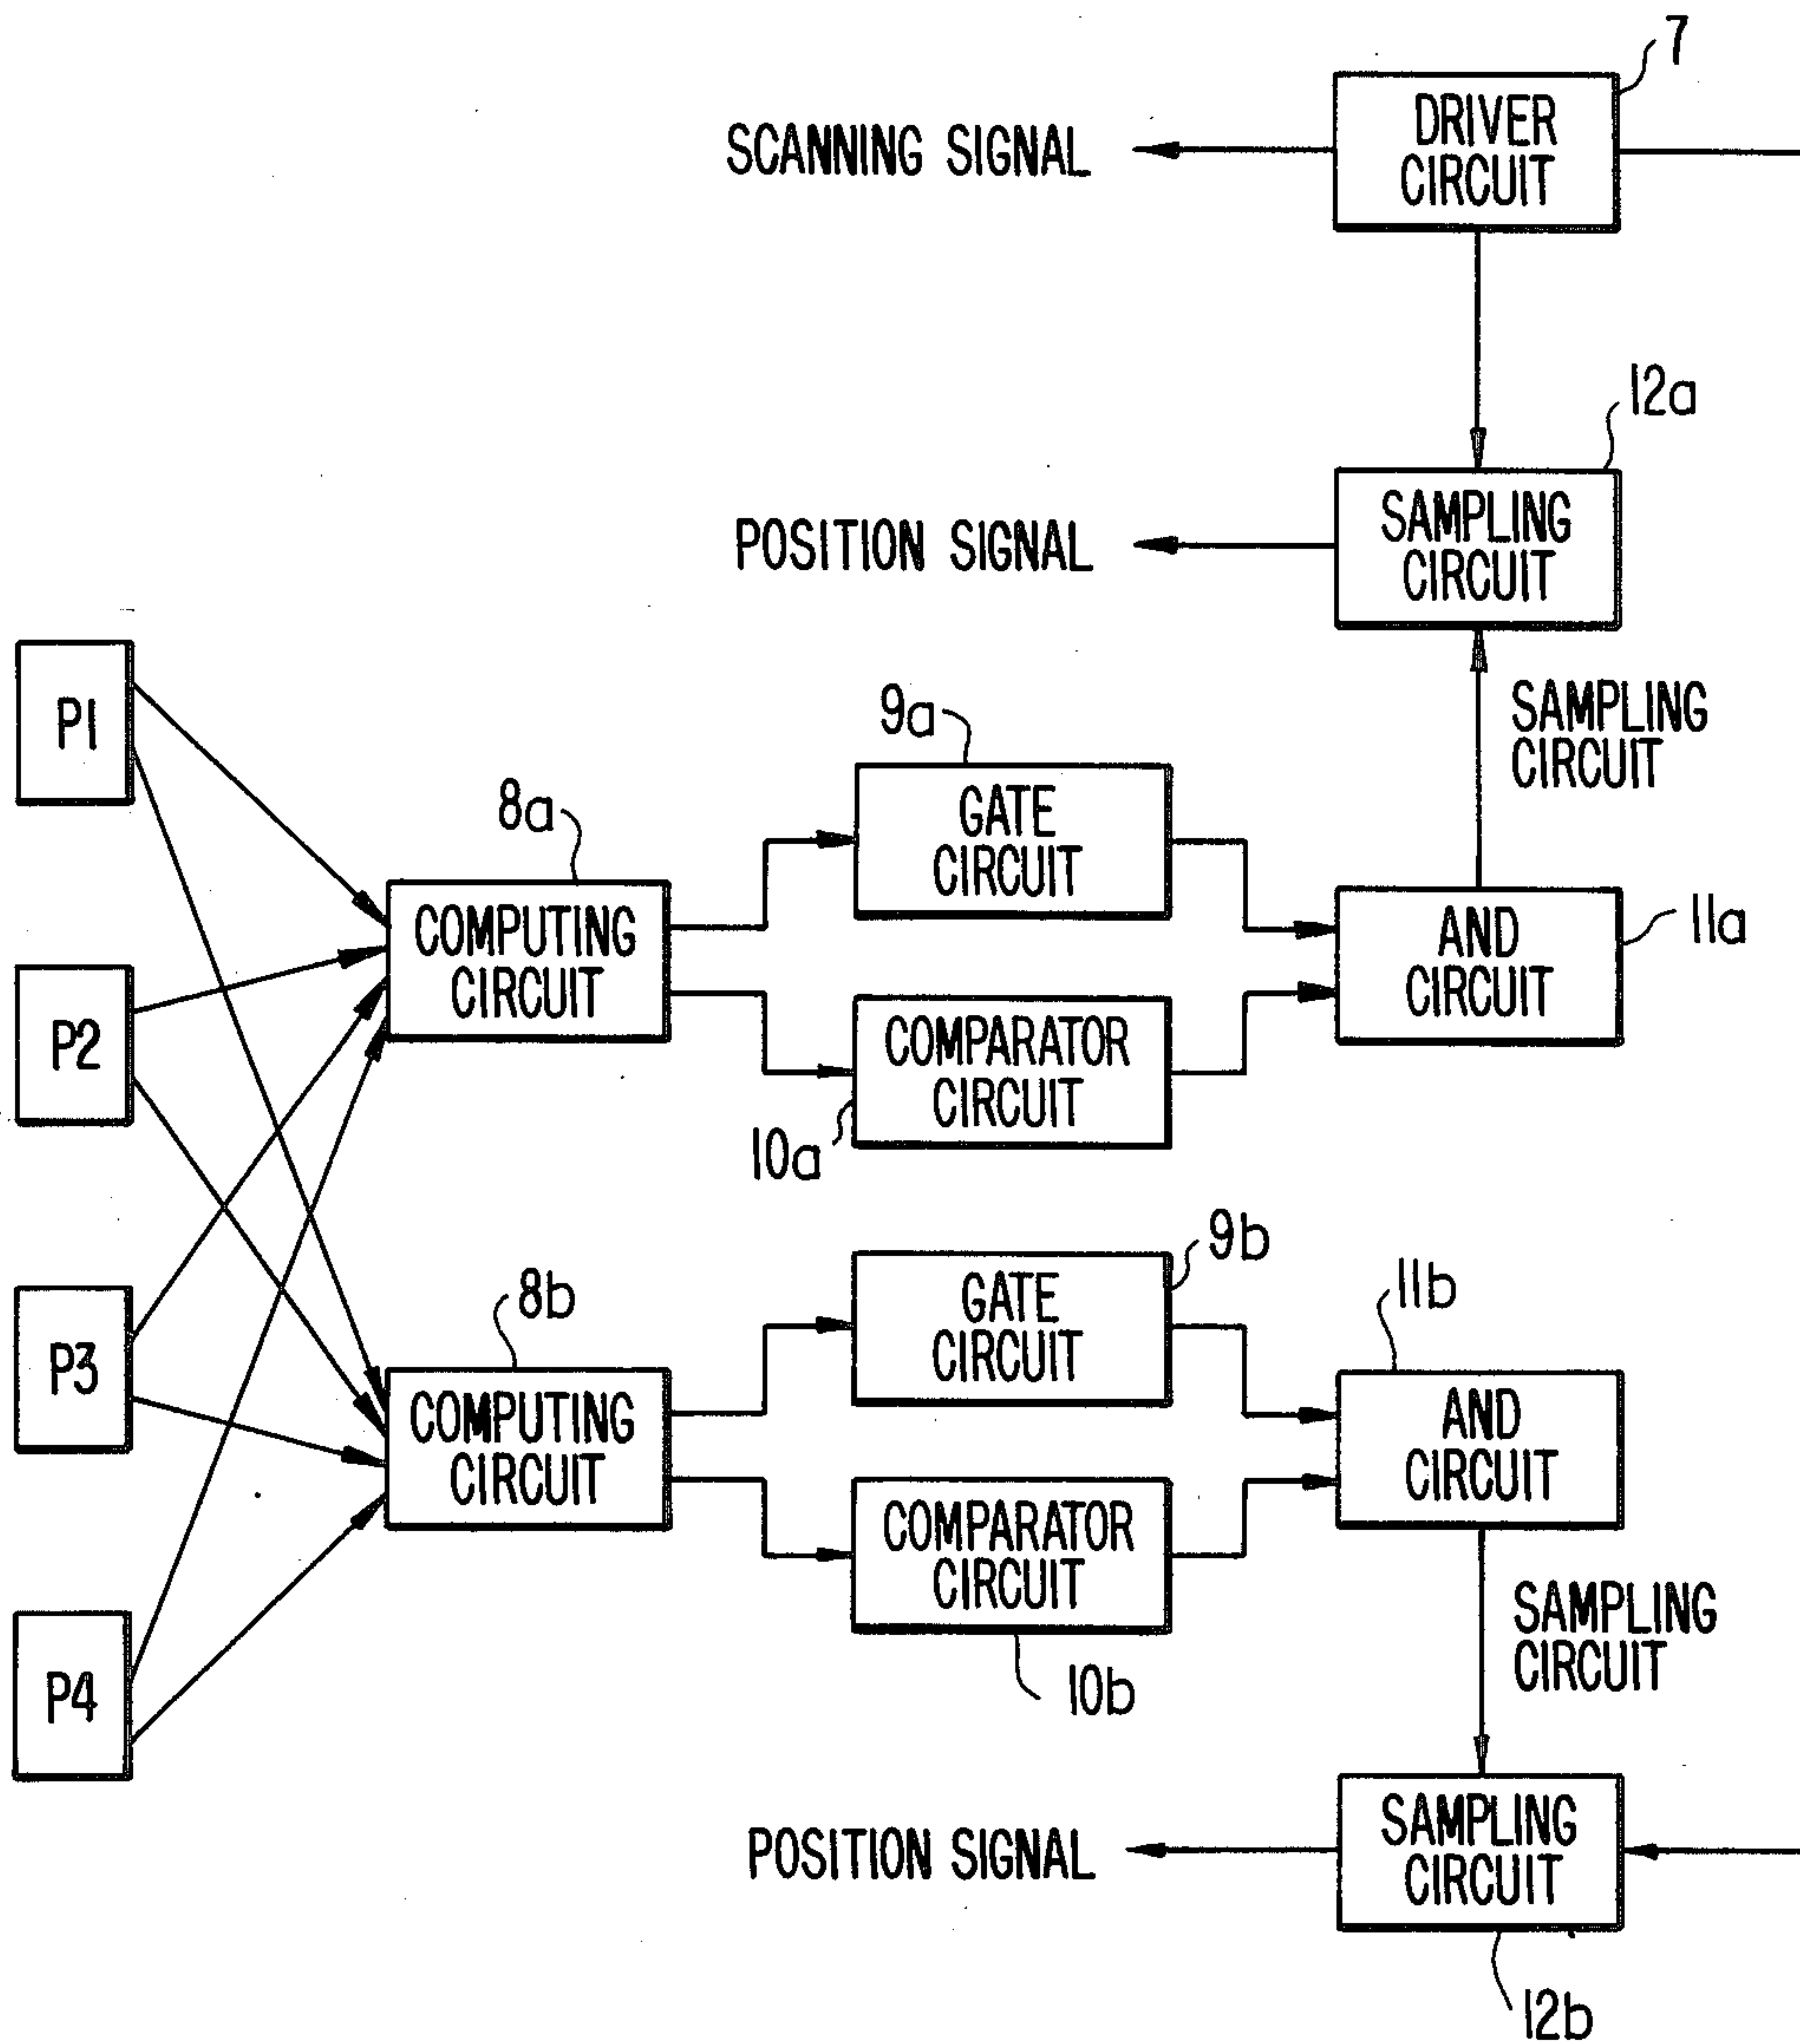 7
DRIVER
CIRCUIT
SCANNING SIGNAL
12a
SAMPLING
CIRCUIT
POSITION SIGNAL
SAMPLING
CIRCUIT
P1
P2
P3
P4
8a
COMPUTING
CIRCUIT
9a
GATE
CIRCUIT
COMPARATOR
CIRCUIT
10a
AND
CIRCUIT
11a
8b
COMPUTING
CIRCUIT
9b
GATE
CIRCUIT
COMPARATOR
CIRCUIT
10b
11b
AND
CIRCUIT
SAMPLING
CIRCUIT
POSITION SIGNAL
SAMPLING
CIRCUIT
12b